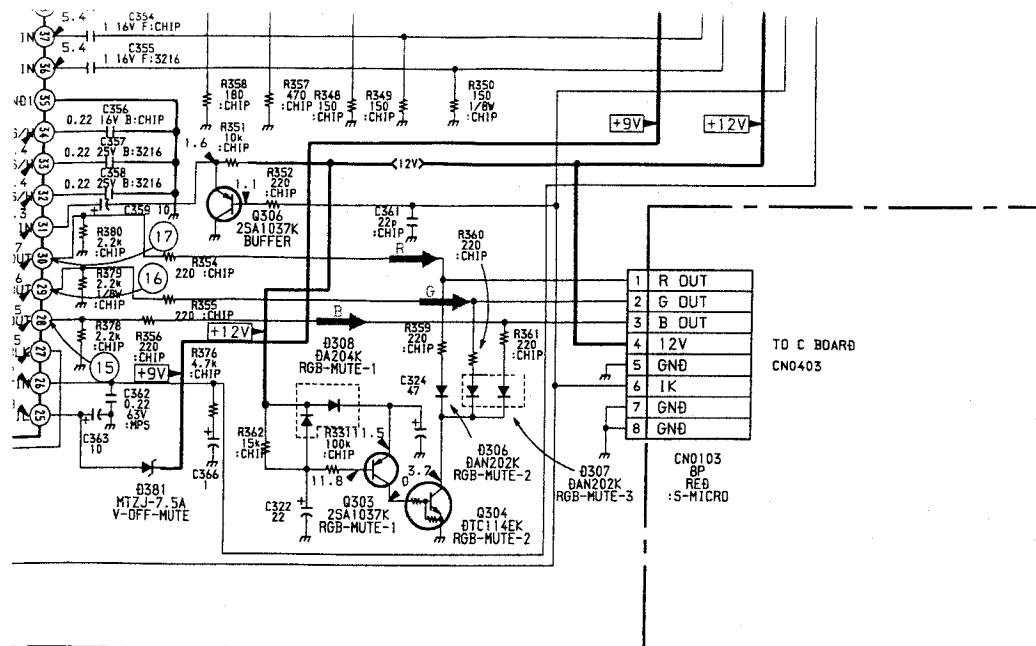 5.4
C354
1 16V F:CHIP
IN
37
5.4
C355
1 16V F:3216
IN
36
35
C356
0.22 16V B:CHIP
34
C357
0.22 25V B:3216
33
C358
0.22 25V B:3216
32
C359 10
IN
31
R380
2.2k
:CHIP
30
17
R379
2.2k
1/8W
:CHIP
29
16
R378
2.2k
:CHIP
28
15
27
26
25
R358
180
:CHIP
R357
470
:CHIP
R348
150
:CHIP
R349
150
:CHIP
R350
150
1/8W
:CHIP
R351
10k
:CHIP
1.6
1.1
R352
220
:CHIP
Q306
2SA1037K
BUFFER
12V
+9V
+12V
C361
22p
:CHIP
R354
220 :CHIP
R355
220 :CHIP
R356
220
:CHIP
R
G
B
R360
220
:CHIP
R359
220
:CHIP
R361
220
:CHIP
+12V
+9V
R376
4.7k
:CHIP
C362
0.22
63V
:MPS
C363
10
D381
MTZJ-7.5A
V-OFF-MUTE
C366
1
D308
DA204K
RGB-MUTE-1
R362
15k
:CHIP
R331
100k
:CHIP
11.5
11.8
C322
22
Q303
2SA1037K
RGB-MUTE-1
0
3.7
C324
47
Q304
DTC114EK
RGB-MUTE-2
D306
DAN202K
RGB-MUTE-2
D307
DAN202K
RGB-MUTE-3
1 R OUT
2 G OUT
3 B OUT
4 12V
5 GND
6 IK
7 GND
8 GND
TO C BOARD
CN0403
CN0103
8P
RED
:S-MICRO